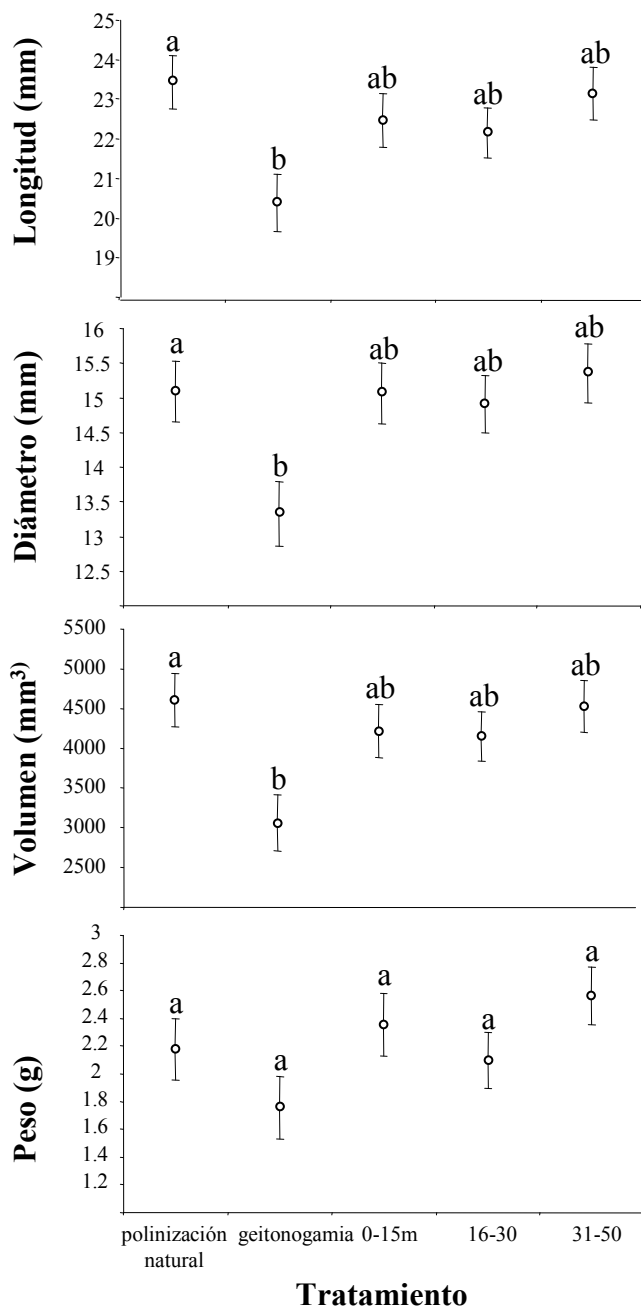 Longitud (mm)
25
24
23
22
21
20
19
a
b
ab
ab
ab
Diámetro (mm)
16
15.5
15
14.5
14
13.5
13
12.5
a
b
ab
ab
ab
Volumen (mm³)
5500
5000
4500
4000
3500
3000
2500
a
b
ab
ab
ab
Peso (g)
3
2.8
2.6
2.4
2.2
2
1.8
1.6
1.4
1.2
a
a
a
a
a
polinización geitonogamia 0-15m 16-30 31-50
natural
Tratamiento